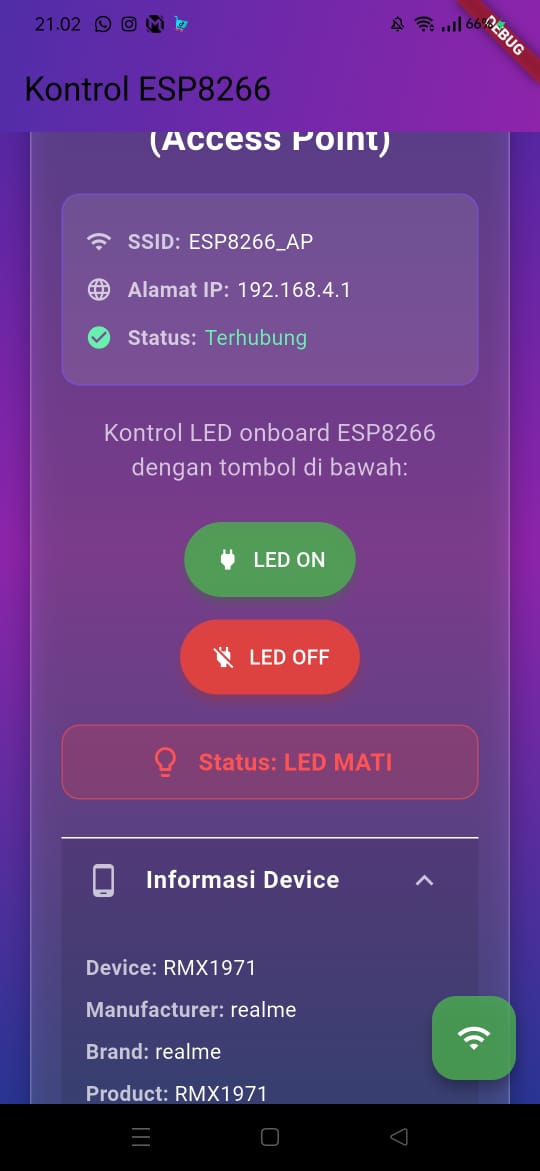 21.02
66%
DEBUG
Kontrol ESP8266
(Access Point)
SSID: ESP8266_AP
Alamat IP: 192.168.4.1
Status: Terhubung
Kontrol LED onboard ESP8266
dengan tombol di bawah:
LED ON
LED OFF
Status: LED MATI
Informasi Device
Device: RMX1971
Manufacturer: realme
Brand: realme
Product: RMX1971